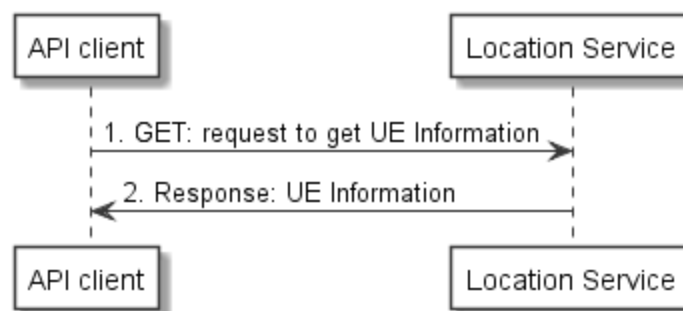 API client
Location Service
1. GET: request to get UE Information
2. Response: UE Information
API client
Location Service